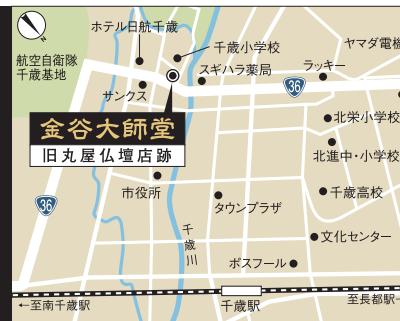 ホテル日航千歳
千歳小学校
ヤマダ電機
N
航空自衛隊
千歳基地
スギハラ薬局
ラッキー
サンクス
36
北栄小学校
金谷大師堂
旧丸屋仏壇店跡
北進中・小学校
市役所
千歳高校
36
タウンプラザ
千歳川
文化センター
ボスフール
←至南千歳駅
千歳駅
至長都駅→